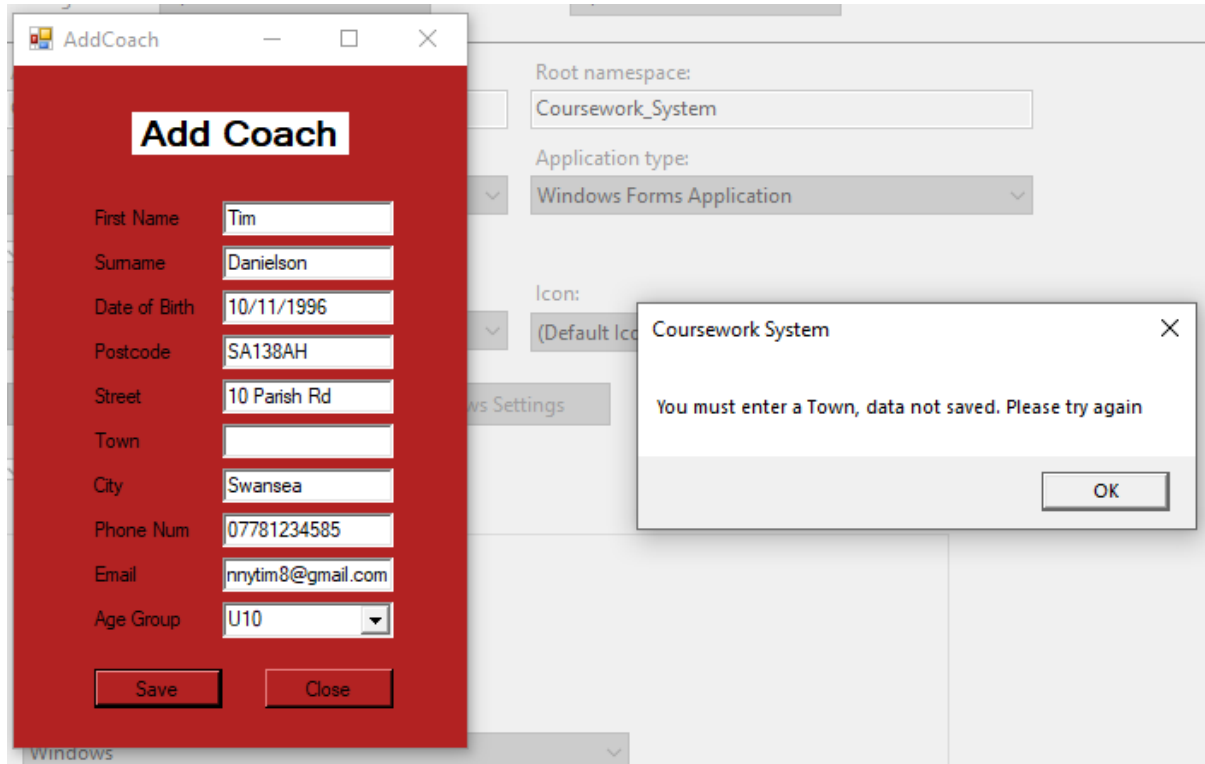 AddCoach
Add Coach
First Name Tim
Surname Danielson
Date of Birth 10/11/1996
Postcode SA138AH
Street 10 Parish Rd
Town
City Swansea
Phone Num 07781234585
Email nnytim8@gmail.com
Age Group U10
Save Close
Root namespace:
Coursework_System
Application type:
Windows Forms Application
Icon:
(Default Ico
ws Settings
Windows
Coursework System
You must enter a Town, data not saved. Please try again
OK